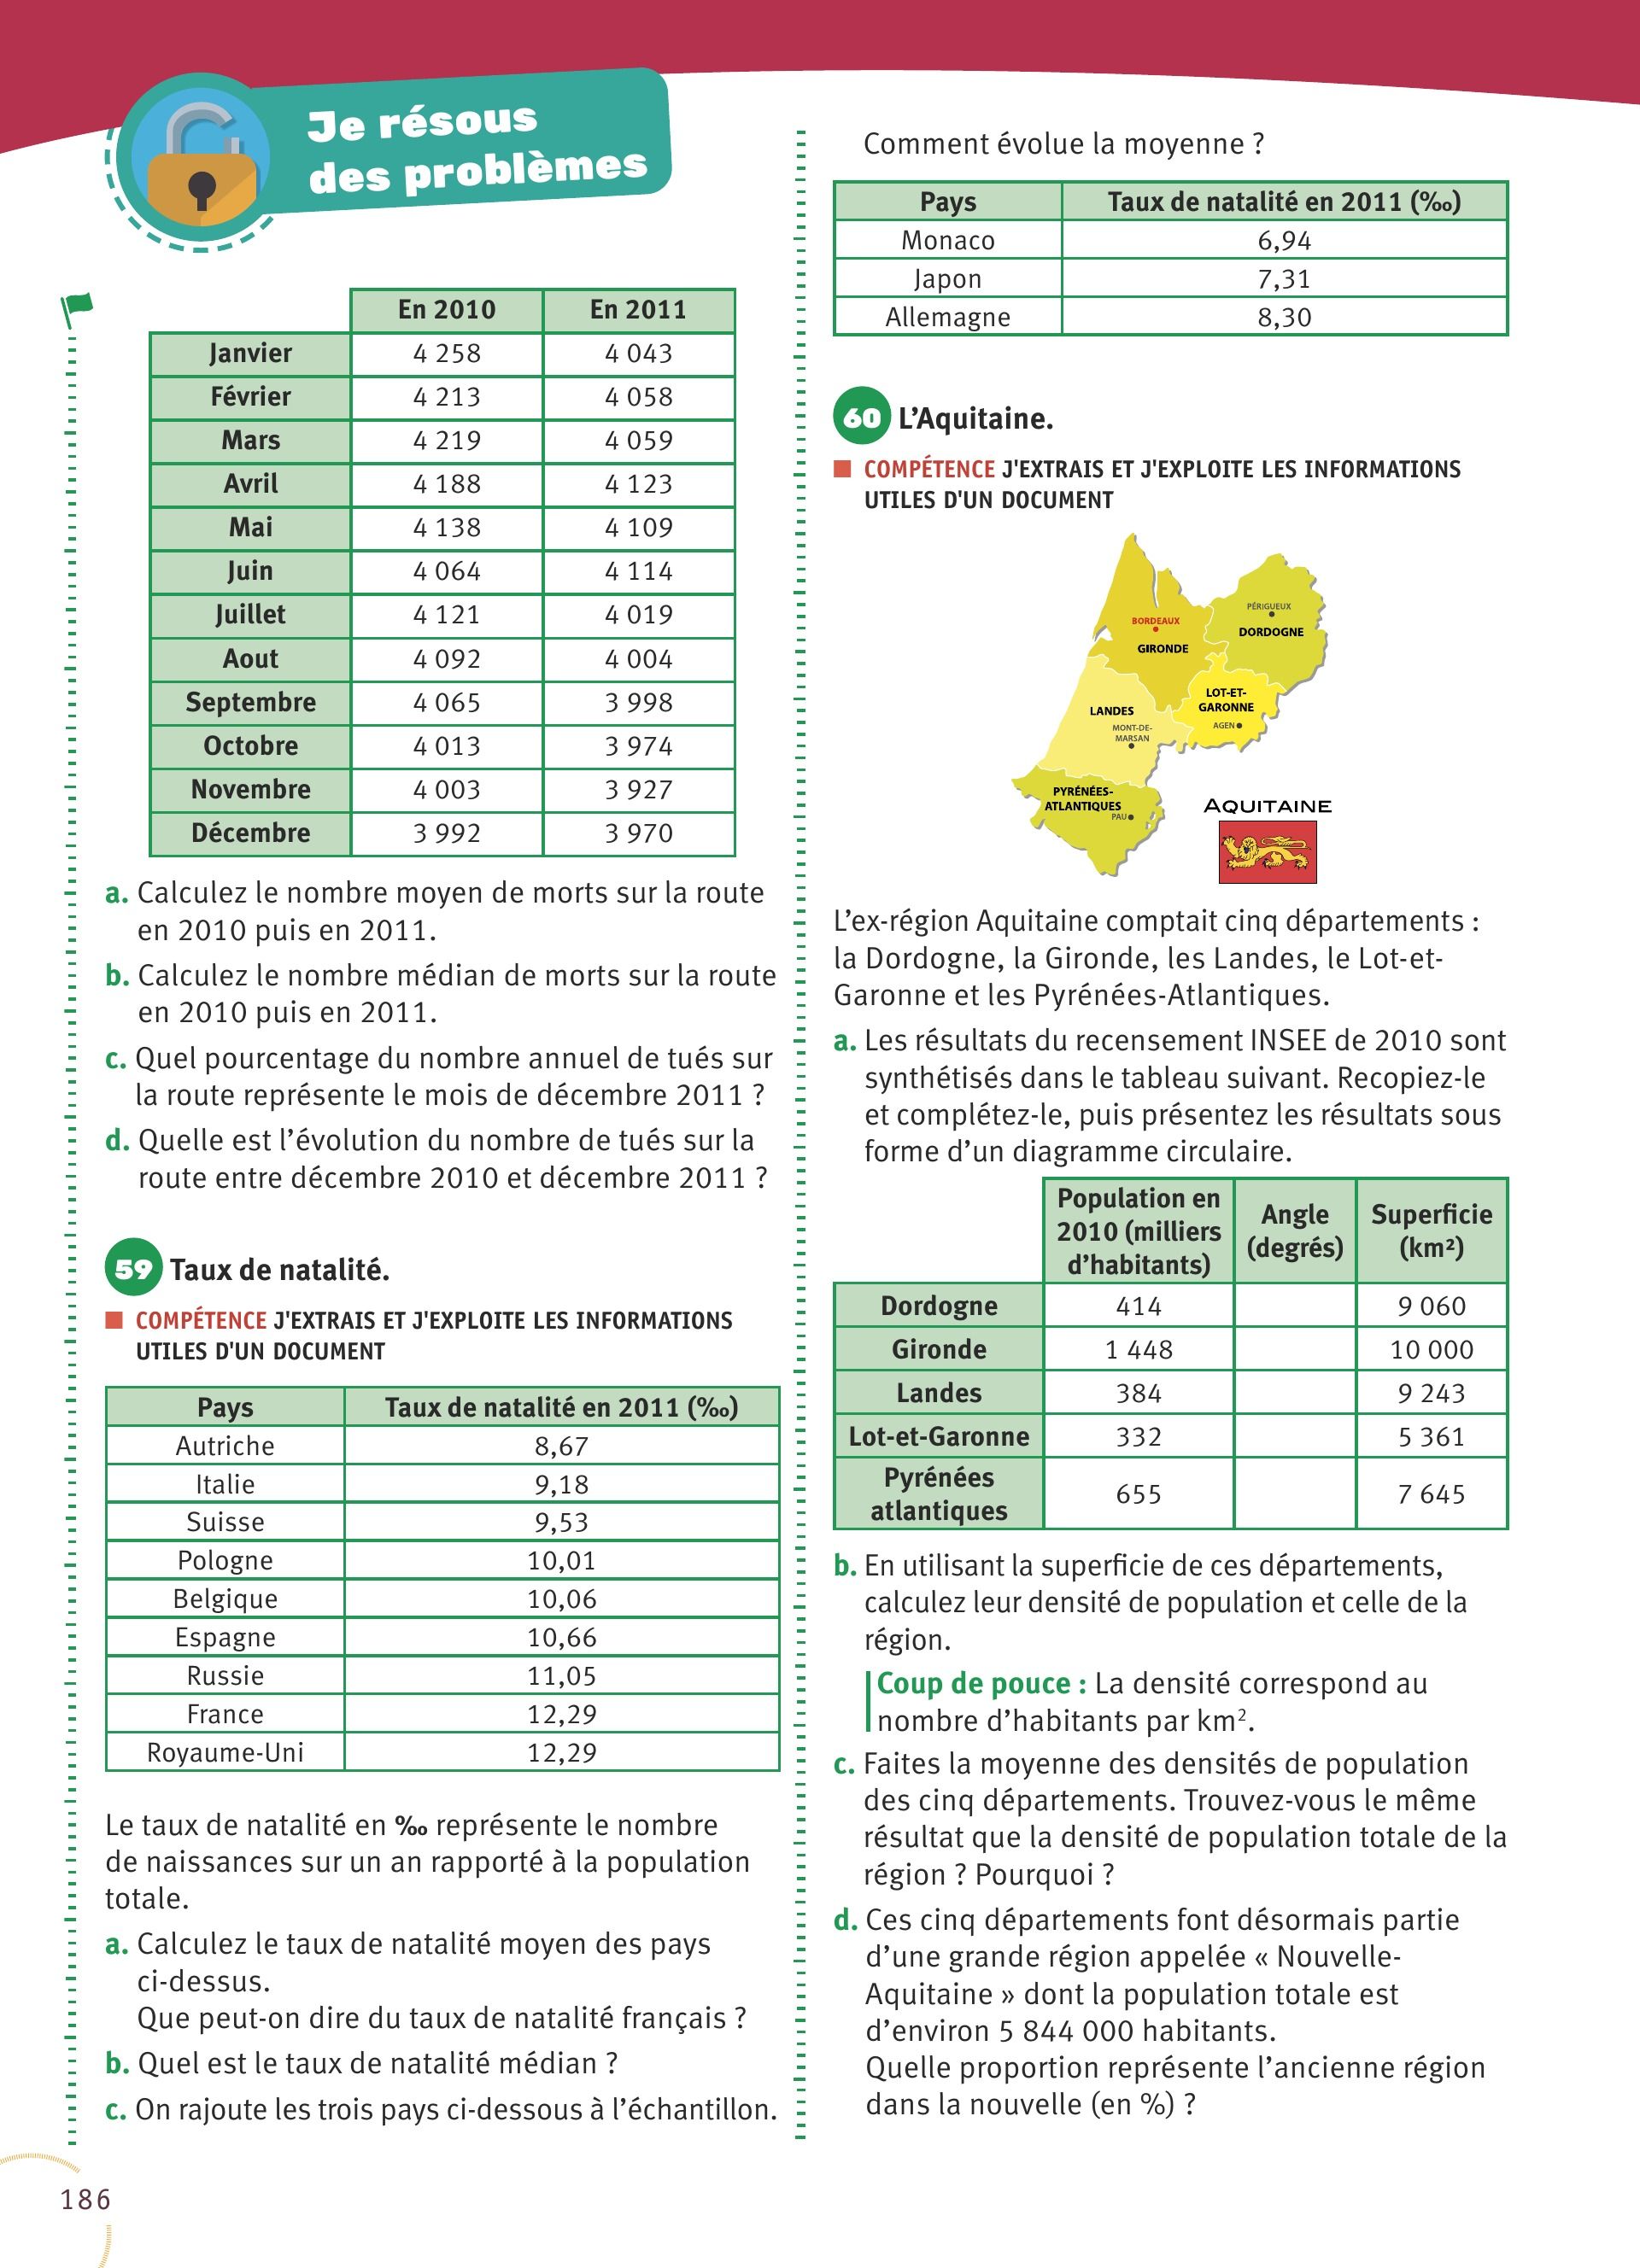 Je résous
des problèmes
En 2010 En 2011
Janvier 4 258 4 043
Février 4 213 4 058
Mars 4 219 4 059
Avril 4 188 4 123
Mai 4 138 4 109
Juin 4 064 4 114
Juillet 4 121 4 019
Aout 4 092 4 004
Septembre 4 065 3 998
Octobre 4 013 3 974
Novembre 4 003 3 927
Décembre 3 992 3 970
a. Calculez le nombre moyen de morts sur la route
en 2010 puis en 2011.
b. Calculez le nombre médian de morts sur la route
en 2010 puis en 2011.
c. Quel pourcentage du nombre annuel de tués sur
la route représente le mois de décembre 2011 ?
d. Quelle est l’évolution du nombre de tués sur la
route entre décembre 2010 et décembre 2011 ?
59 Taux de natalité.
COMPÉTENCE J'EXTRAIS ET J'EXPLOITE LES INFORMATIONS
UTILES D'UN DOCUMENT
Pays Taux de natalité en 2011 (‰)
Autriche 8,67
Italie 9,18
Suisse 9,53
Pologne 10,01
Belgique 10,06
Espagne 10,66
Russie 11,05
France 12,29
Royaume-Uni 12,29
Le taux de natalité en ‰ représente le nombre
de naissances sur un an rapporté à la population
totale.
a. Calculez le taux de natalité moyen des pays
ci-dessus.
Que peut-on dire du taux de natalité français ?
b. Quel est le taux de natalité médian ?
c. On rajoute les trois pays ci-dessous à l’échantillon.
Comment évolue la moyenne ?
Pays Taux de natalité en 2011 (‰)
Monaco 6,94
Japon 7,31
Allemagne 8,30
60 L’Aquitaine.
COMPÉTENCE J'EXTRAIS ET J'EXPLOITE LES INFORMATIONS
UTILES D'UN DOCUMENT
PÉRIGUEUX
BORDEAUX
DORDOGNE
GIRONDE
LOT-ET-
GARONNE
LANDES
AGEN
MONT-DE-
MARSAN
PYRÉNÉES-
ATLANTIQUES
PAU
AQUITAINE
L’ex-région Aquitaine comptait cinq départements :
la Dordogne, la Gironde, les Landes, le Lot-et-
Garonne et les Pyrénées-Atlantiques.
a. Les résultats du recensement INSEE de 2010 sont
synthétisés dans le tableau suivant. Recopiez-le
et complétez-le, puis présentez les résultats sous
forme d’un diagramme circulaire.
Population en
2010 (milliers
d’habitants)
Angle
(degrés)
Superficie
(km²)
Dordogne 414 9 060
Gironde 1 448 10 000
Landes 384 9 243
Lot-et-Garonne 332 5 361
Pyrénées
atlantiques 655 7 645
b. En utilisant la superficie de ces départements,
calculez leur densité de population et celle de la
région.
Coup de pouce : La densité correspond au
nombre d’habitants par km².
c. Faites la moyenne des densités de population
des cinq départements. Trouvez-vous le même
résultat que la densité de population totale de la
région ? Pourquoi ?
d. Ces cinq départements font désormais partie
d’une grande région appelée « Nouvelle-
Aquitaine » dont la population totale est
d’environ 5 844 000 habitants.
Quelle proportion représente l’ancienne région
dans la nouvelle (en %) ?
186